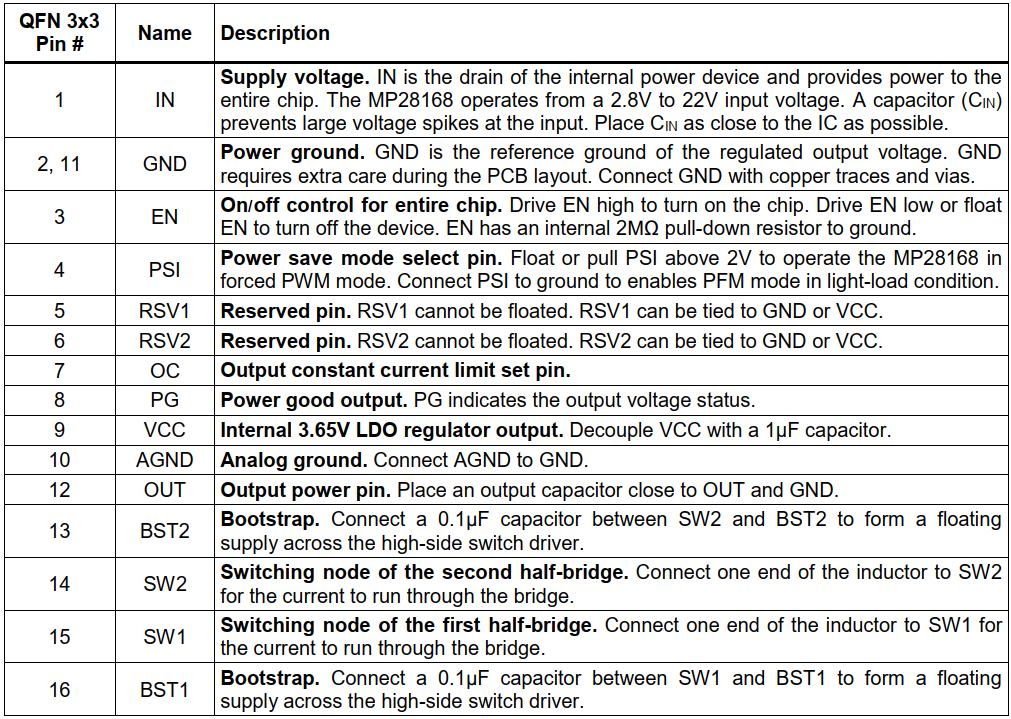 QFN 3x3
Pin #
Name
Description
1
IN
Supply voltage. IN is the drain of the internal power device and provides power to the
entire chip. The MP28168 operates from a 2.8V to 22V input voltage. A capacitor (CIN)
prevents large voltage spikes at the input. Place CIN as close to the IC as possible.
2, 11
GND
Power ground. GND is the reference ground of the regulated output voltage. GND
requires extra care during the PCB layout. Connect GND with copper traces and vias.
3
EN
On/off control for entire chip. Drive EN high to turn on the chip. Drive EN low or float
EN to turn off the device. EN has an internal 2MΩ pull-down resistor to ground.
4
PSI
Power save mode select pin. Float or pull PSI above 2V to operate the MP28168 in
forced PWM mode. Connect PSI to ground to enables PFM mode in light-load condition.
5
RSV1
Reserved pin. RSV1 cannot be floated. RSV1 can be tied to GND or VCC.
6
RSV2
Reserved pin. RSV2 cannot be floated. RSV2 can be tied to GND or VCC.
7
OC
Output constant current limit set pin.
8
PG
Power good output. PG indicates the output voltage status.
9
VCC
Internal 3.65V LDO regulator output. Decouple VCC with a 1µF capacitor.
10
AGND
Analog ground. Connect AGND to GND.
12
OUT
Output power pin. Place an output capacitor close to OUT and GND.
13
BST2
Bootstrap. Connect a 0.1µF capacitor between SW2 and BST2 to form a floating
supply across the high-side switch driver.
14
SW2
Switching node of the second half-bridge. Connect one end of the inductor to SW2
for the current to run through the bridge.
15
SW1
Switching node of the first half-bridge. Connect one end of the inductor to SW1 for
the current to run through the bridge.
16
BST1
Bootstrap. Connect a 0.1µF capacitor between SW1 and BST1 to form a floating
supply across the high-side switch driver.